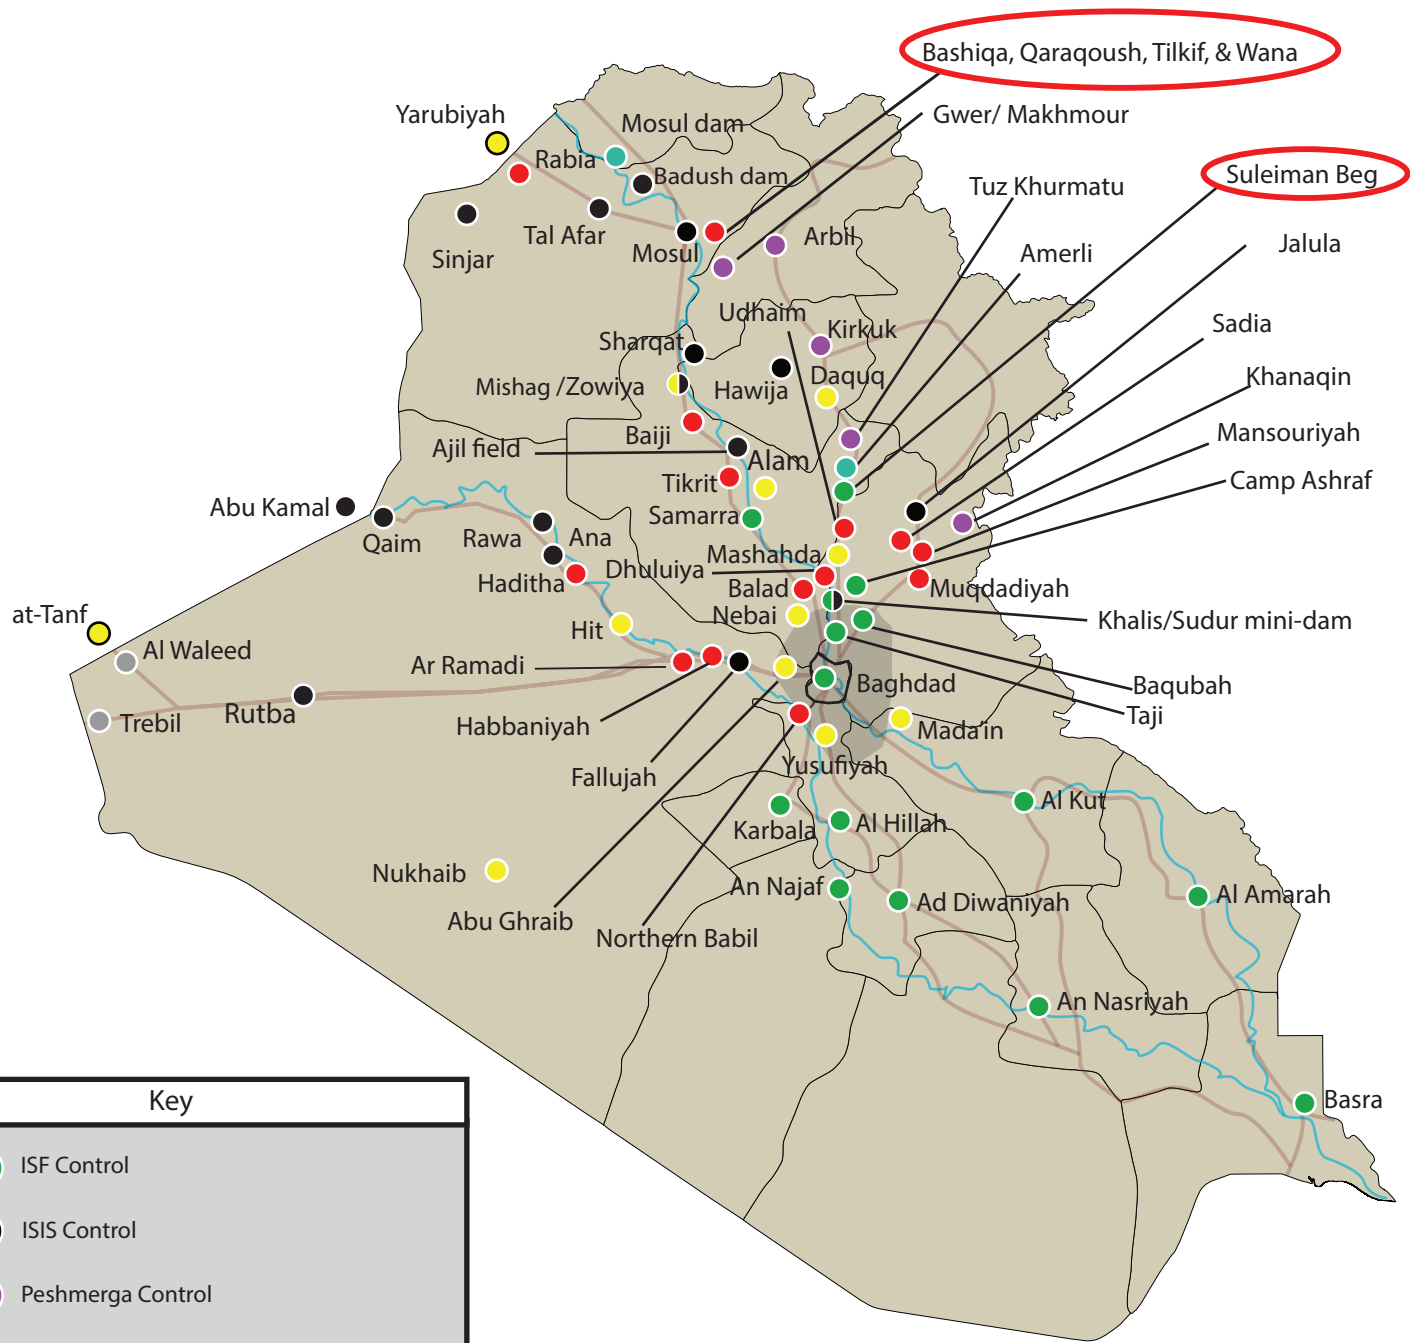 Bashiqa, Qaraqoush, Tilkif, & Wana
Gwer/ Makhmour
Yarubiyah
Mosul dam
Rabia
Badush dam
Suleiman Beg
Tuz Khurmatu
Tal Afar
Mosul
Arbil
Sinjar
Amerli
Jalula
Udhaim
Kirkuk
Sadia
Sharqat
Mishag /Zowiya
Hawija
Daquq
Khanaqin
Baiji
Mansouriyah
Ajil field
Alam
Tikrit
Camp Ashraf
Abu Kamal
Samarra
Qaim
Rawa
Ana
Mashahda
Dhuluiya
Haditha
Balad
Muqdadiyah
at-Tanf
Nebai
Hit
Khalis/Sudur mini-dam
Al Waleed
Ar Ramadi
Baghdad
Baqubah
Trebil
Rutba
Taji
Habbaniyah
Mada'in
Fallujah
Yusufiyah
Al Kut
Karbala
Al Hillah
Nukhaib
An Najaf
Ad Diwaniyah
Al Amarah
Abu Ghraib
Northern Babil
An Nasriyah
Basra
Key
ISF Control
ISIS Control
Peshmerga Control